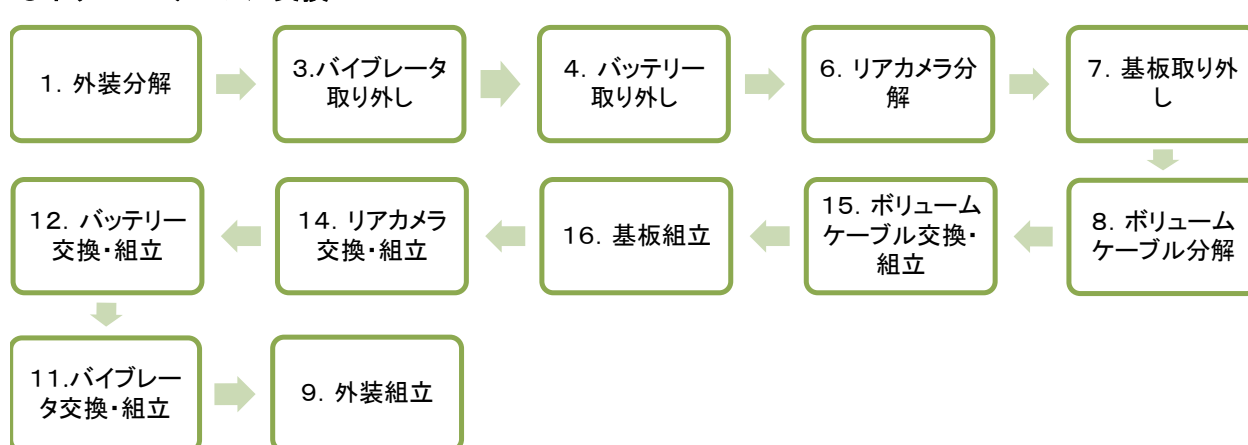 1. 外装分解
3.バイブレータ
取り外し
4. バッテリー
取り外し
6. リアカメラ分
解
7. 基板取り外
し
12. バッテリー
交換・組立
14. リアカメラ
交換・組立
16. 基板組立
15. ボリューム
ケーブル交換・
組立
8. ボリューム
ケーブル分解
11.バイブレー
タ交換・組立
9. 外装組立